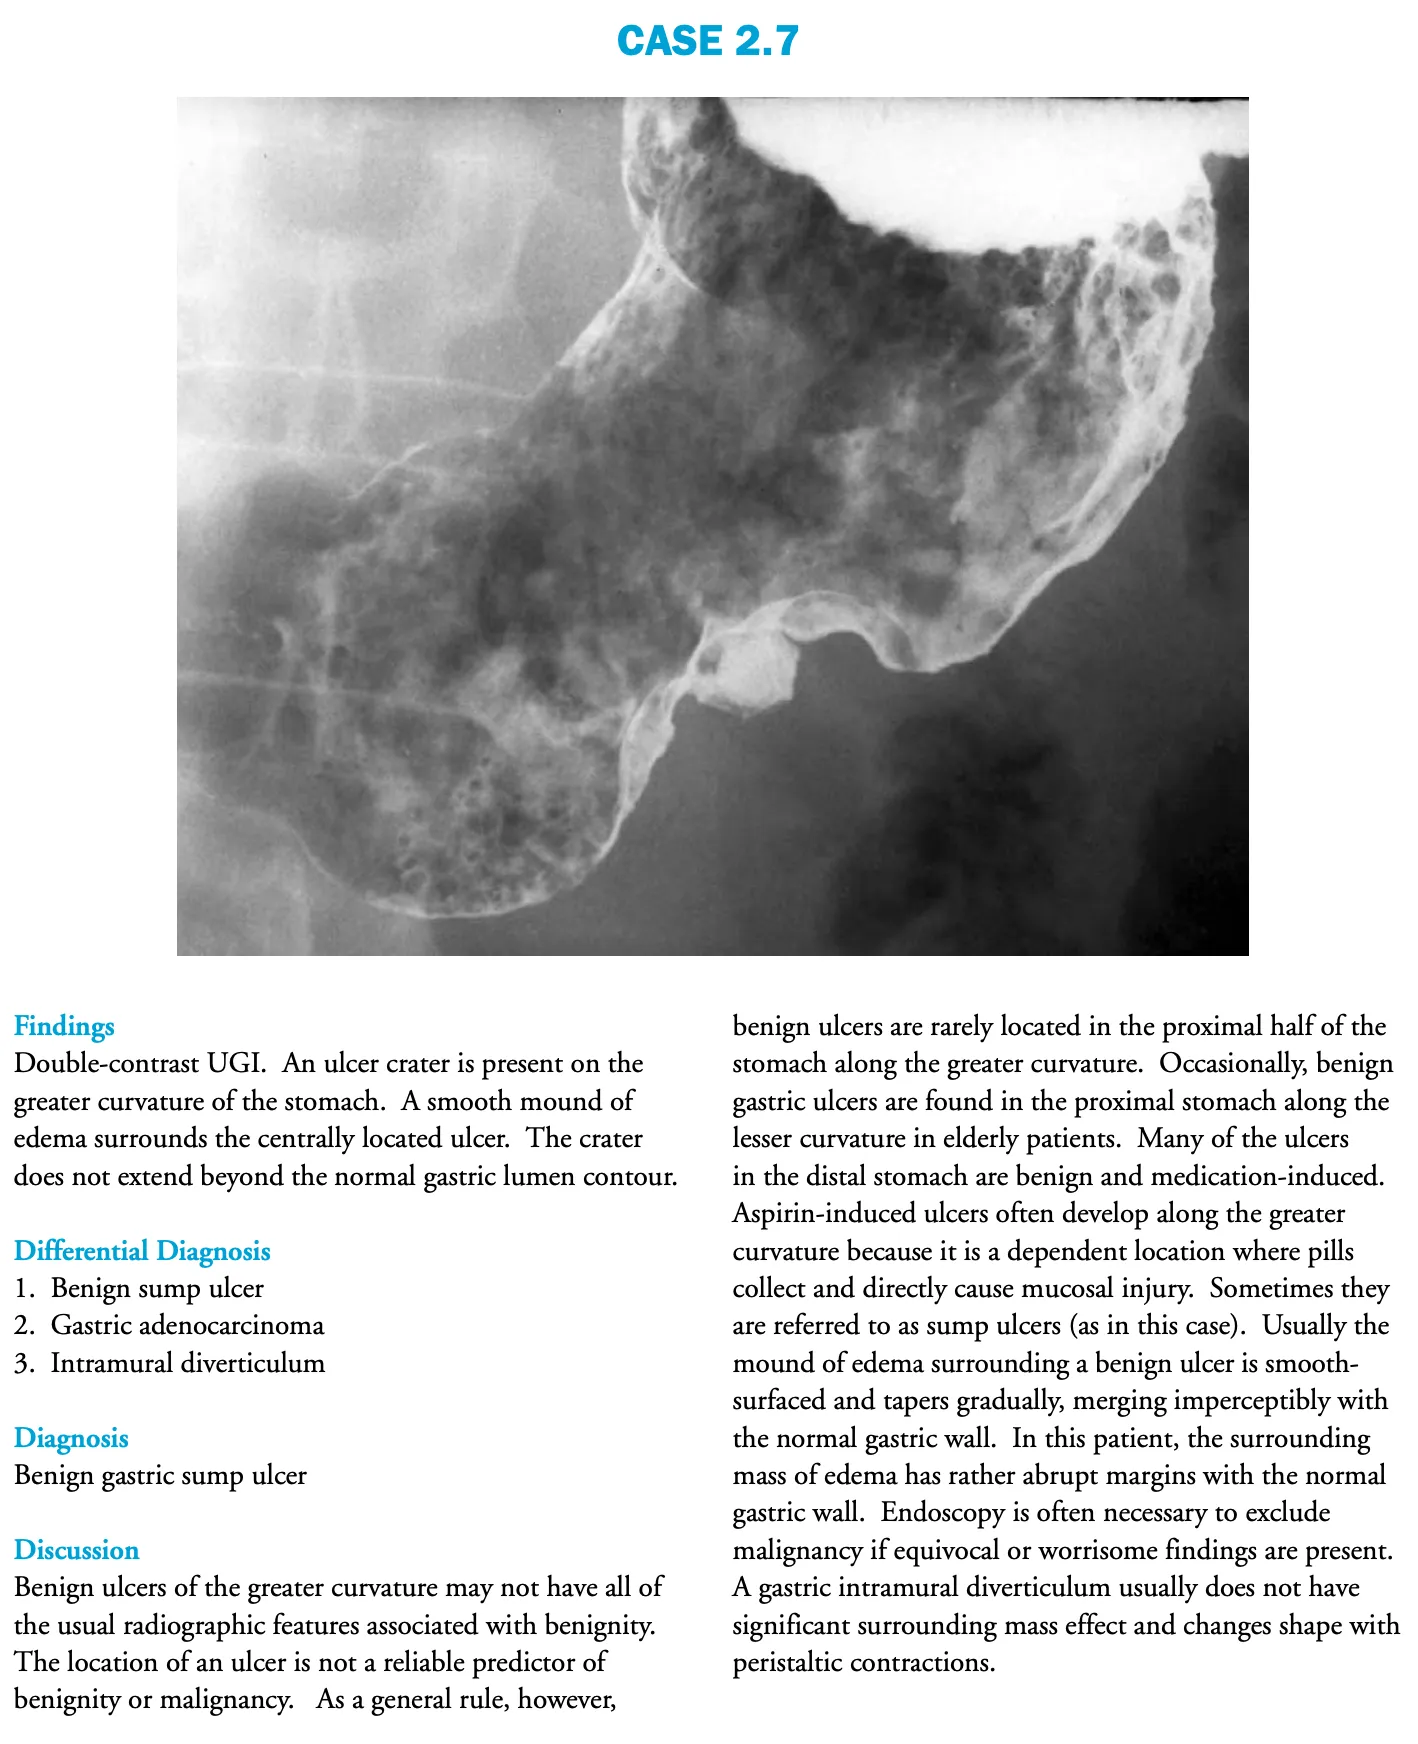 CASE 2.7
Findings
Double-contrast UGI. An ulcer crater is present on the
greater curvature of the stomach. A smooth mound of
edema surrounds the centrally located ulcer. The crater
does not extend beyond the normal gastric lumen contour.
Differential Diagnosis
1. Benign sump ulcer
2. Gastric adenocarcinoma
3. Intramural diverticulum
Diagnosis
Benign gastric sump ulcer
Discussion
Benign ulcers of the greater curvature may not have all of
the usual radiographic features associated with benignity.
The location of an ulcer is not a reliable predictor of
benignity or malignancy. As a general rule, however,
benign ulcers are rarely located in the proximal half of the
stomach along the greater curvature. Occasionally, benign
gastric ulcers are found in the proximal stomach along the
lesser curvature in elderly patients. Many of the ulcers
in the distal stomach are benign and medication-induced.
Aspirin-induced ulcers often develop along the greater
curvature because it is a dependent location where pills
collect and directly cause mucosal injury. Sometimes they
are referred to as sump ulcers (as in this case). Usually the
mound of edema surrounding a benign ulcer is smooth-
surfaced and tapers gradually, merging imperceptibly with
the normal gastric wall. In this patient, the surrounding
mass of edema has rather abrupt margins with the normal
gastric wall. Endoscopy is often necessary to exclude
malignancy if equivocal or worrisome findings are present.
A gastric intramural diverticulum usually does not have
significant surrounding mass effect and changes shape with
peristaltic contractions.